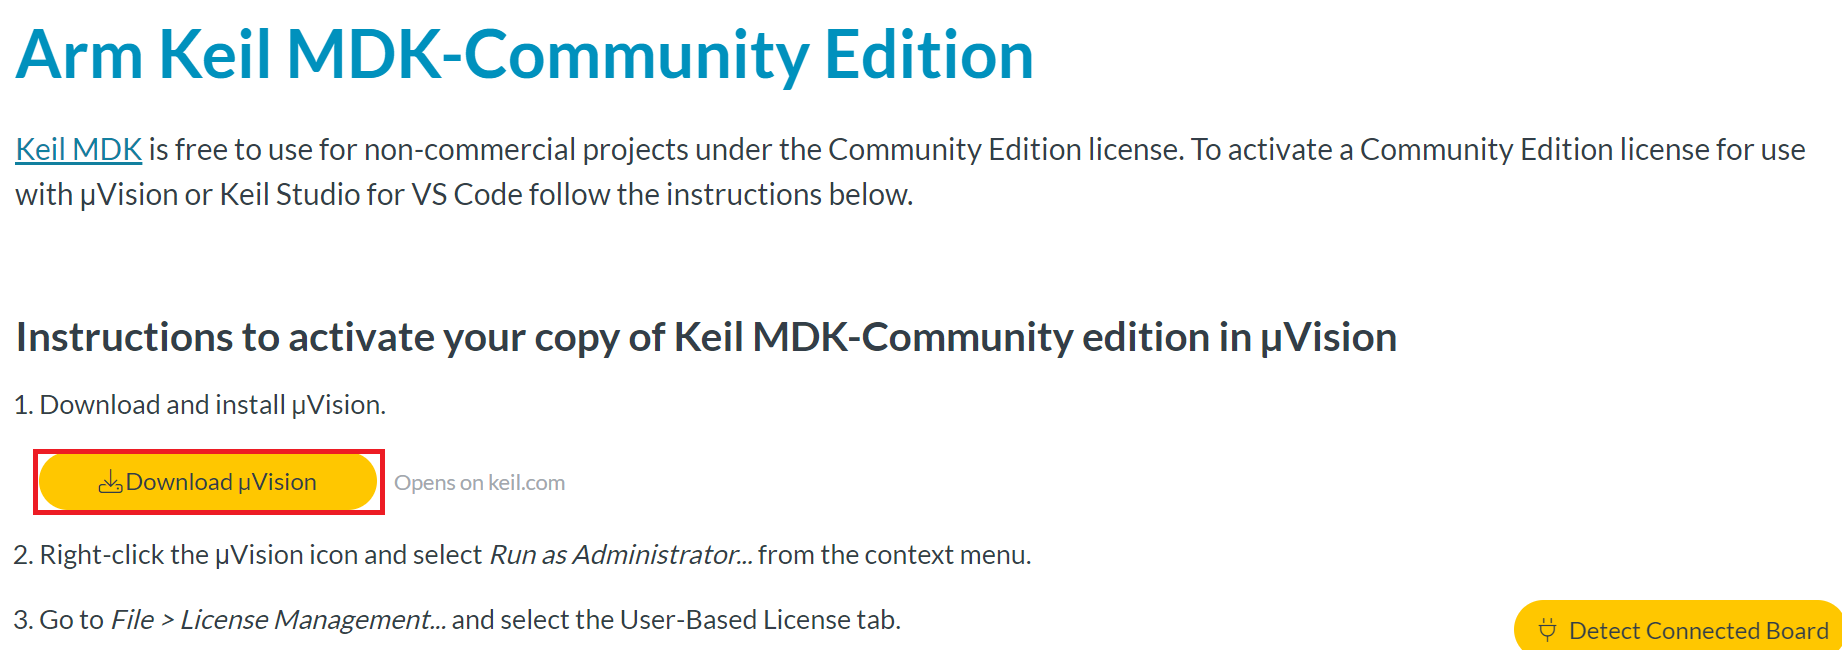 Arm Keil MDK-Community Edition
Keil MDK is free to use for non-commercial projects under the Community Edition license. To activate a Community Edition license for use
with µVision or Keil Studio for VS Code follow the instructions below.
Instructions to activate your copy of Keil MDK-Community edition in µVision
1. Download and install µVision.
Download µVision Opens on keil.com
2. Right-click the µVision icon and select Run as Administrator... from the context menu.
3. Go to File > License Management... and select the User-Based License tab.
Detect Connected Board